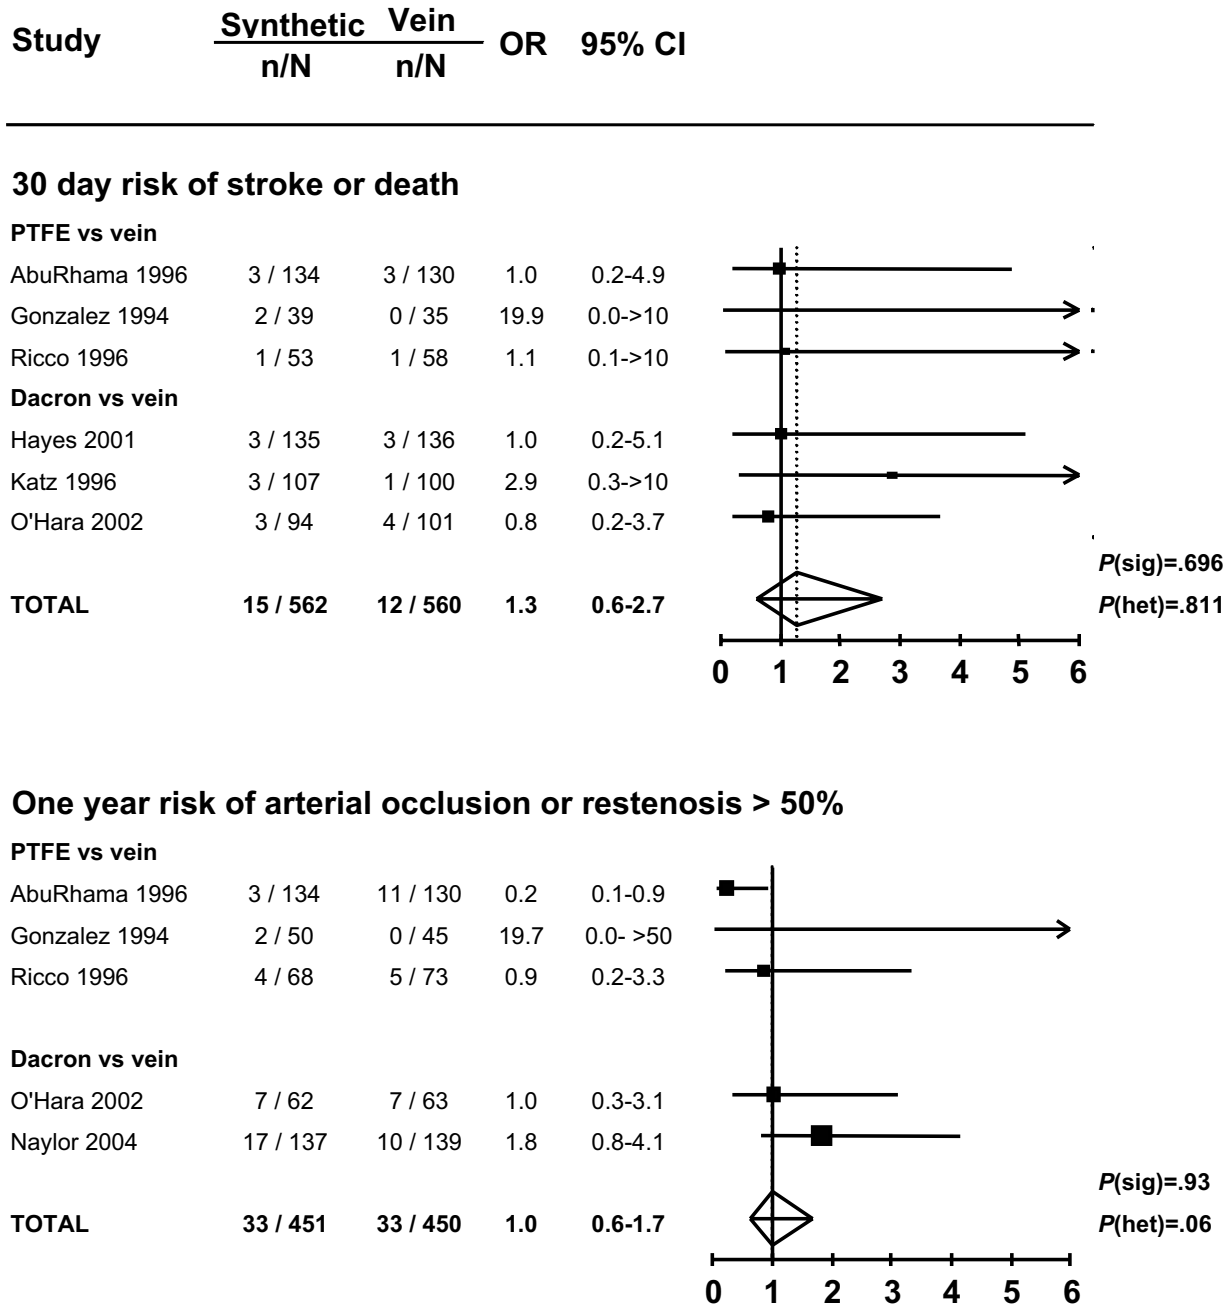 Study Synthetic Vein OR 95% CI
n/N n/N
30 day risk of stroke or death
PTFE vs vein
AbuRhama 1996 3 / 134 3 / 130 1.0 0.2-4.9
Gonzalez 1994 2 / 39 0 / 35 19.9 0.0->10
Ricco 1996 1 / 53 1 / 58 1.1 0.1->10
Dacron vs vein
Hayes 2001 3 / 135 3 / 136 1.0 0.2-5.1
Katz 1996 3 / 107 1 / 100 2.9 0.3->10
O'Hara 2002 3 / 94 4 / 101 0.8 0.2-3.7
P(sig)=.696
TOTAL 15 / 562 12 / 560 1.3 0.6-2.7 P(het)=.811
0 1 2 3 4 5 6
One year risk of arterial occlusion or restenosis > 50%
PTFE vs vein
AbuRhama 1996 3 / 134 11 / 130 0.2 0.1-0.9
Gonzalez 1994 2 / 50 0 / 45 19.7 0.0- >50
Ricco 1996 4 / 68 5 / 73 0.9 0.2-3.3
Dacron vs vein
O'Hara 2002 7 / 62 7 / 63 1.0 0.3-3.1
Naylor 2004 17 / 137 10 / 139 1.8 0.8-4.1
P(sig)=.93
TOTAL 33 / 451 33 / 450 1.0 0.6-1.7 P(het)=.06
0 1 2 3 4 5 6